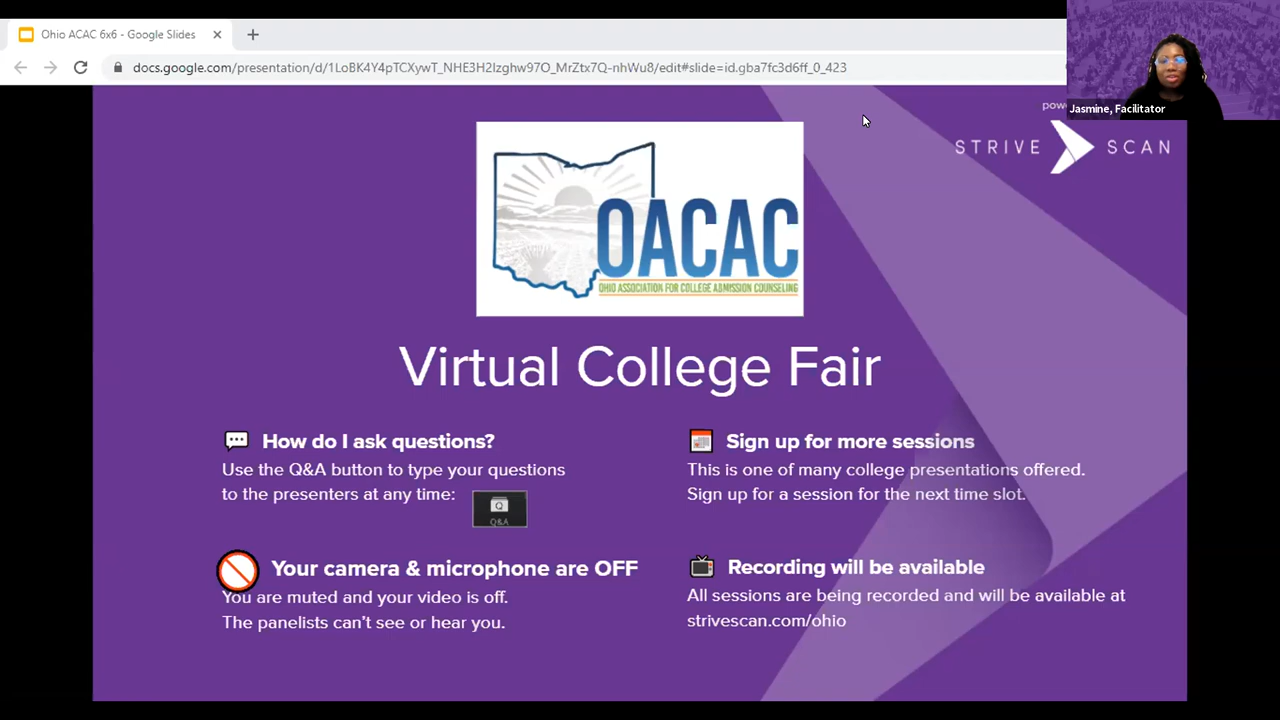 Ohio ACAC 6x6 - Google Slides
docs.google.com/presentation/d/1LoBK4Y4pTCXywT_NHE3H2Izghw97O_MrZtx7Q-nhWu8/edit#slide=id.gba7fc3d6ff_0_423
Jasmine, Facilitator
STRIVE SCAN
OACAC
OHIO ASSOCIATION FOR COLLEGE ADMISSION COUNSELING
Virtual College Fair
How do I ask questions?
Use the Q&A button to type your questions
to the presenters at any time:
Q&A
Sign up for more sessions
This is one of many college presentations offered.
Sign up for a session for the next time slot.
Your camera & microphone are OFF
You are muted and your video is off.
The panelists can't see or hear you.
Recording will be available
All sessions are being recorded and will be available at
strivescan.com/ohio